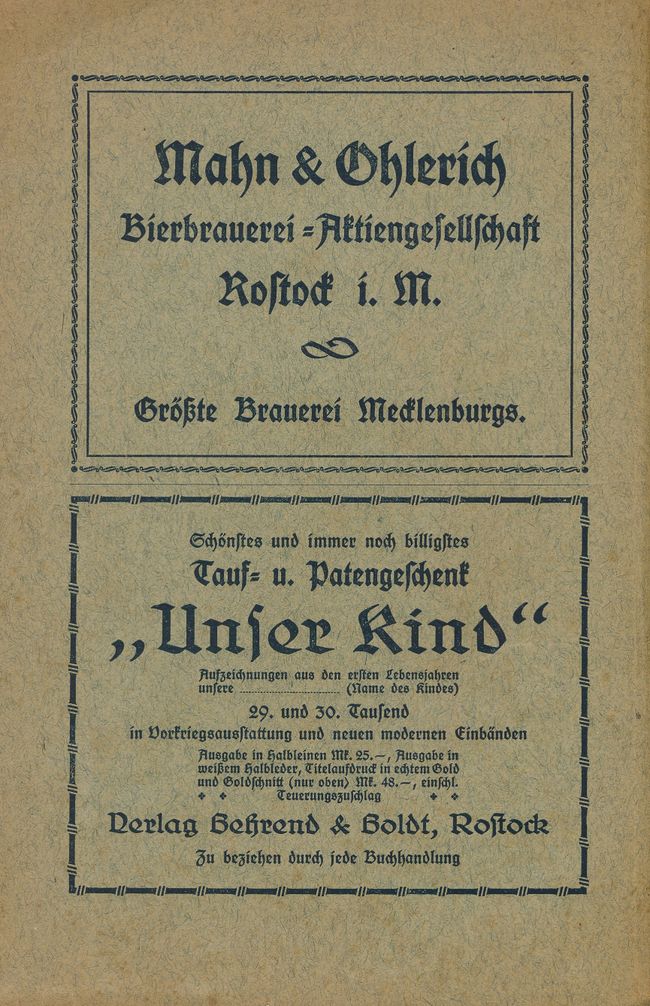 Mahn & Ohlerich
Bierbrauerei=Aktiengesellschaft
Rostock i. M.
Größte Brauerei Mecklenburgs.
Schönstes und immer noch billigstes
Tauf= u. Patengeschenk
„Unser Kind“
Aufzeichnungen aus den ersten Lebensjahren
unsere ........................ (Name des Kindes)
29. und 30. Tausend
in Vorkriegsausstattung und neuen modernen Einbänden
Ausgabe in Halbleinen Mk. 25.—, Ausgabe in
weißem Halbleder, Titelaufdruck in echtem Gold
und Goldschnitt (nur oben) Mk. 48.—, einschl.
Teuerungszuschlag
Verlag Behrend & Boldt, Rostock
Zu beziehen durch jede Buchhandlung